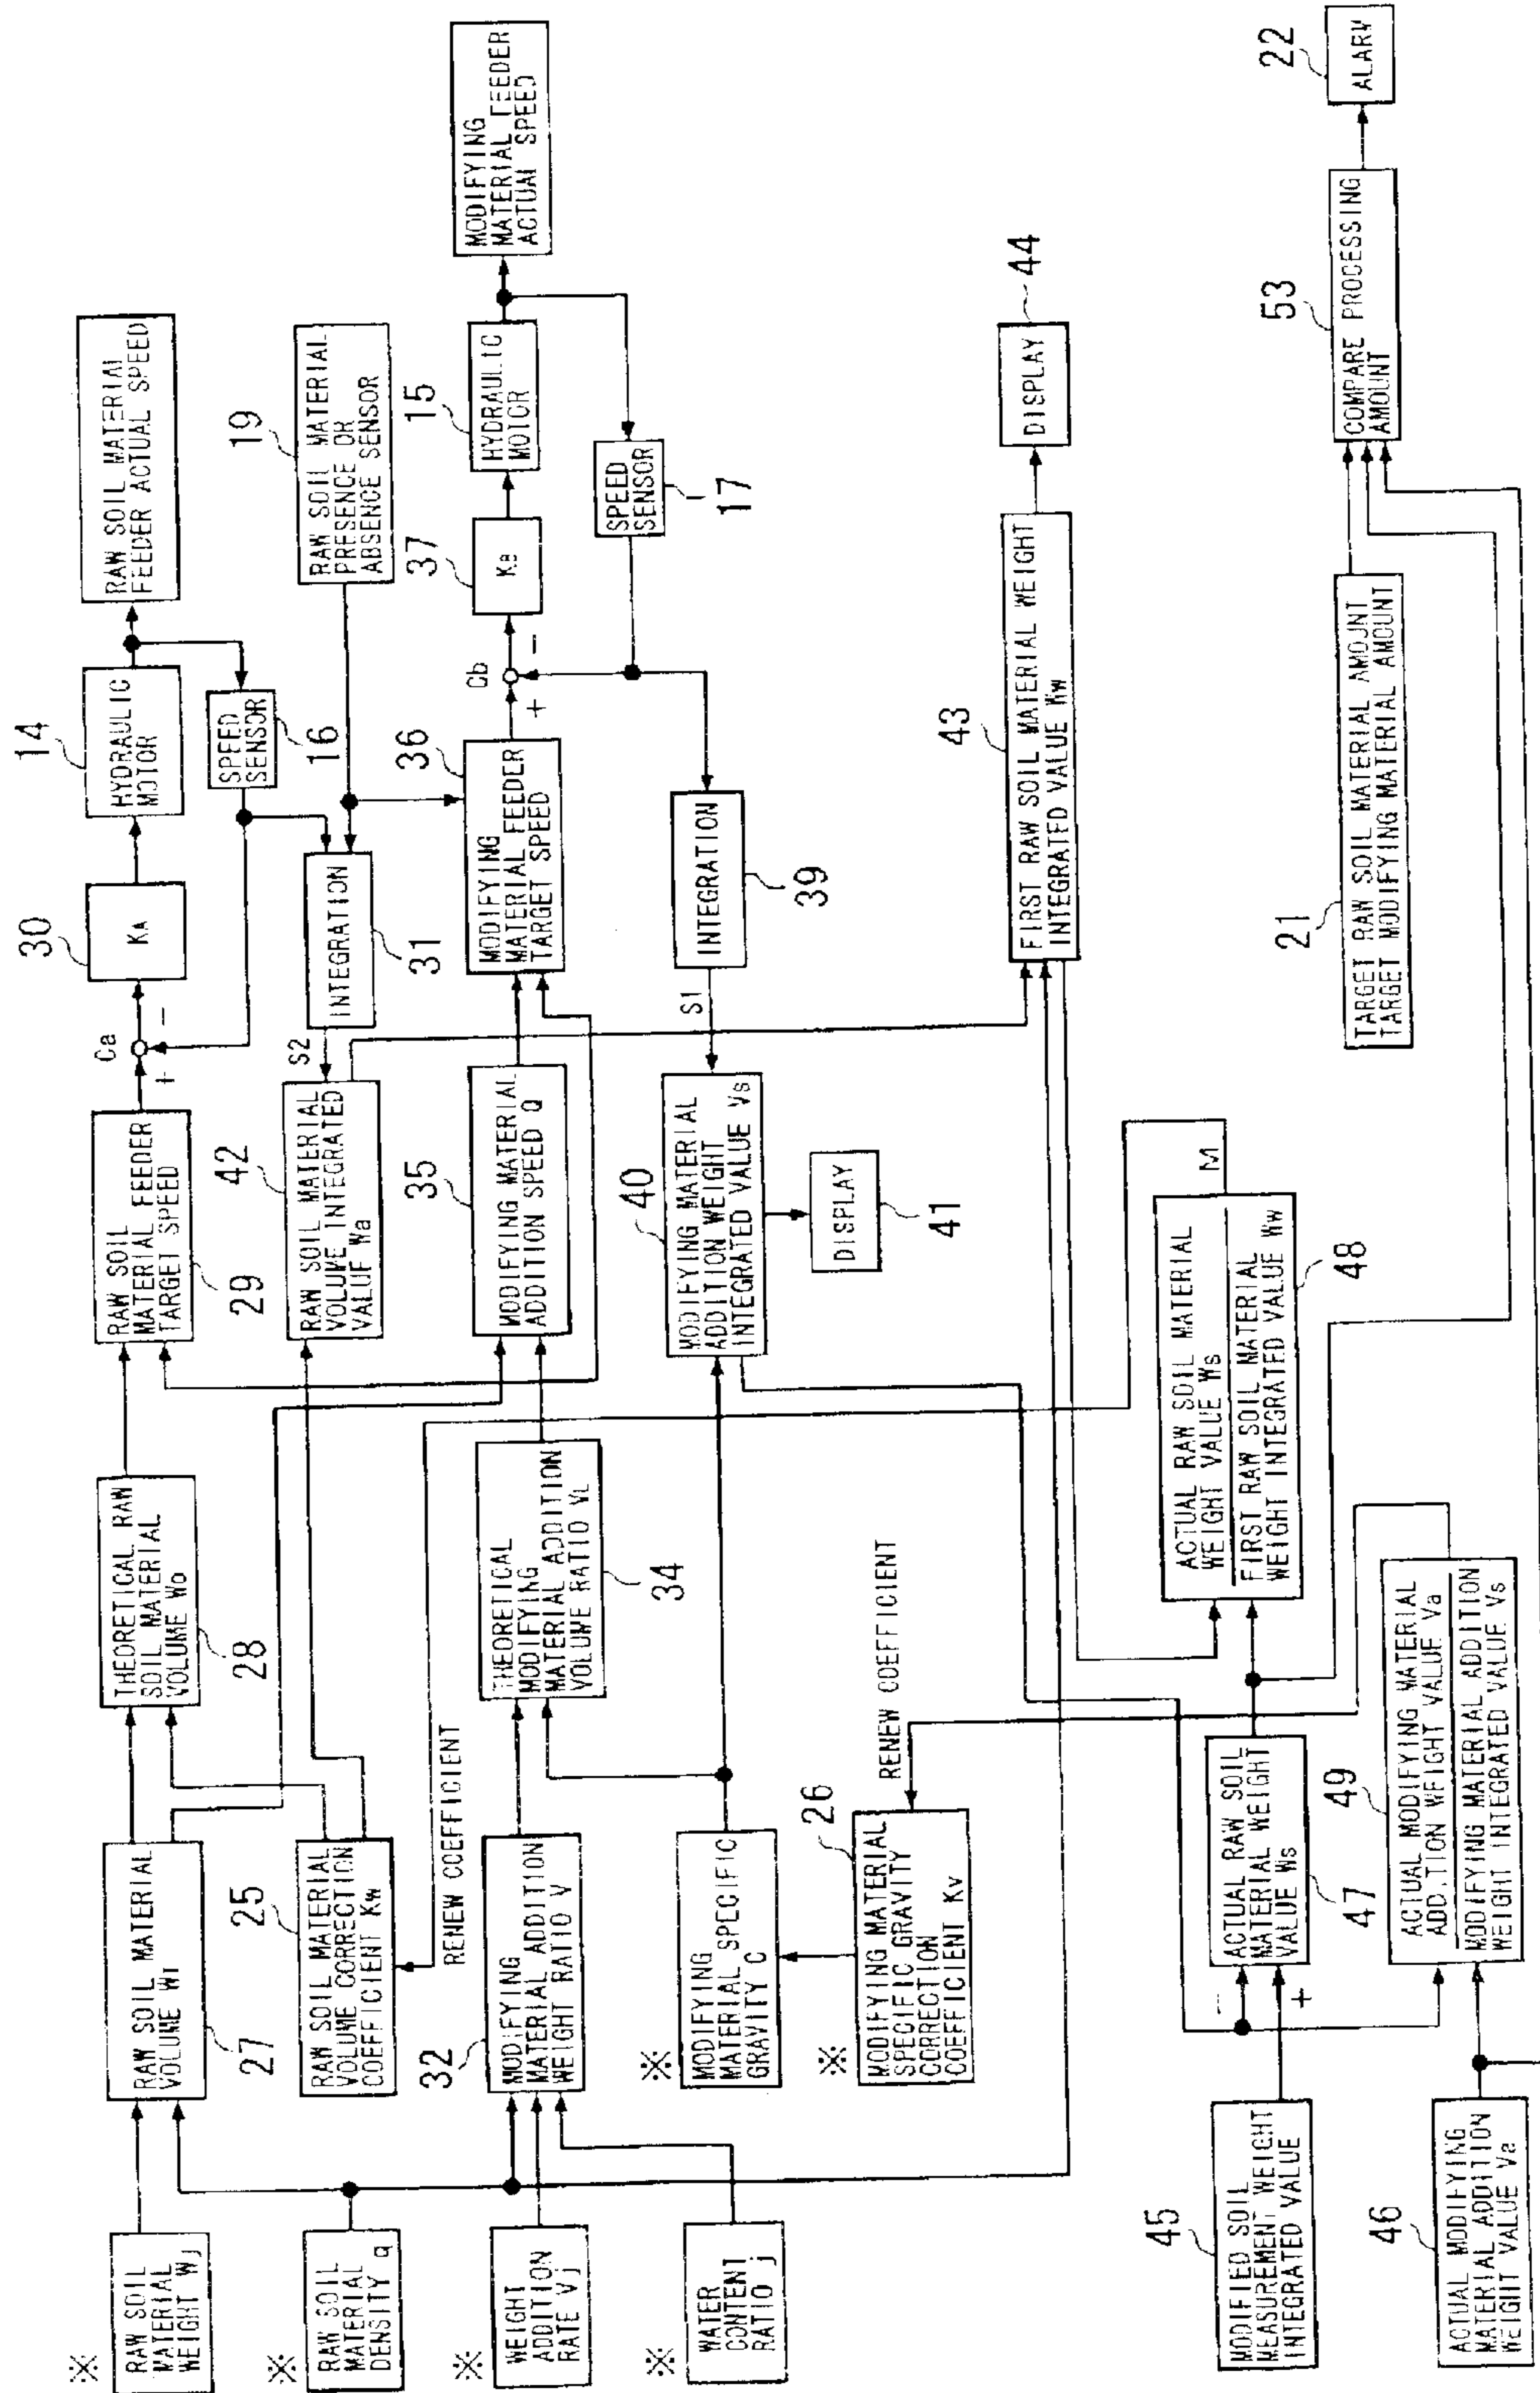 ※
RAW SOIL
MATERIAL
WEIGHT Wj
※
RAW SOIL
MATERIAL
DENSITY q
※
WEIGHT
ADDITION
RATE Vj
※
WATER
CONTENT
RATIO j
RAW SOIL MATERIAL
VOLUME WT
27
RAW SOIL MATERIAL
VOLUME CORRECTION
COEFFICIENT Kw
25
RENEW COEFFICIENT
MODIFYING
MATERIAL ADDITION
WEIGHT RATIO V
32
※
MODIFYING
MATERIAL SPECIFIC
GRAVITY C
※
MODIFYING MATERIAL
SPECIFIC GRAVITY
CORRECTION
COEFFICIENT Kv
26
RENEW COEFFICIENT
THEORETICAL RAW
SOIL MATERIAL
VOLUME Wo
28
THEORETICAL
MODIFYING
MATERIAL ADDITION
VOLUME RATIO VL
34
RAW SOIL
MATERIAL FEEDER
TARGET SPEED
29
RAW SOIL MATERIAL
VOLUME INTEGRATED
VALUF Wa
42
MODIFYING MATERIAL
ADDITION SPEED Q
35
MODIFYING MATERIAL
ADDITION WEIGHT
INTEGRATED VALUE Vs
40
DISPLAY
41
Ca
+
−
KA
30
HYDRAULIC
MOTOR
14
SPEED
SENSOR
16
RAW SOIL MATERIAL
FEEDER ACTUAL SPEED
INTEGRATION
31
S2
RAW SOIL MATERIAL
PRESENCE OR
ABSENCE SENSOR
19
MODIFYING
MATERIAL FEEDER
TARGET SPEED
36
Cb
+
−
KB
37
HYDRAULIC
MOTOR
15
SPEED
SENSOR
17
MODIFYING
MATERIAL FEEDER
ACTUAL SPEED
INTEGRATION
39
S1
FIRST RAW SOIL MATERIAL WEIGHT
INTEGRATED VALUE Ww
43
DISPLAY
44
MODIFIED SOIL
MEASUREMENT WEIGHT
INTEGRATED VALUE
45
ACTUAL MODIFYING
MATERIAL ADDITION
WEIGHT VALUE Va
46
−
+
ACTUAL RAW SOIL
MATERIAL WEIGHT
VALUE Ws
47
ACTUAL RAW SOIL MATERIAL
WEIGHT VALUE Ws
FIRST RAW SOIL MATERIAL
WEIGHT INTEGRATED VALUE Ww
48
M
ACTUAL MODIFYING MATERIAL
ADDITION WEIGHT VALUE Va
MODIFYING MATERIAL ADDITION
WEIGHT INTEGRATED VALUE Vs
49
TARGET RAW SOIL MATERIAL AMOUNT
TARGET MODIFYING MATERIAL AMOUNT
21
COMPARE PROCESSING
AMOUNT
53
ALARM
22